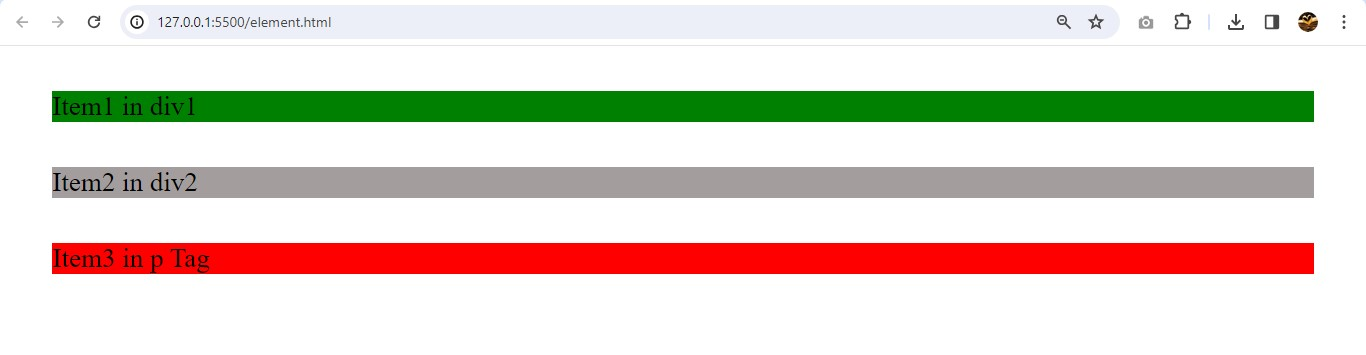 127.0.0.1:5500/element.html
Item1 in div1
Item2 in div2
Item3 in p Tag